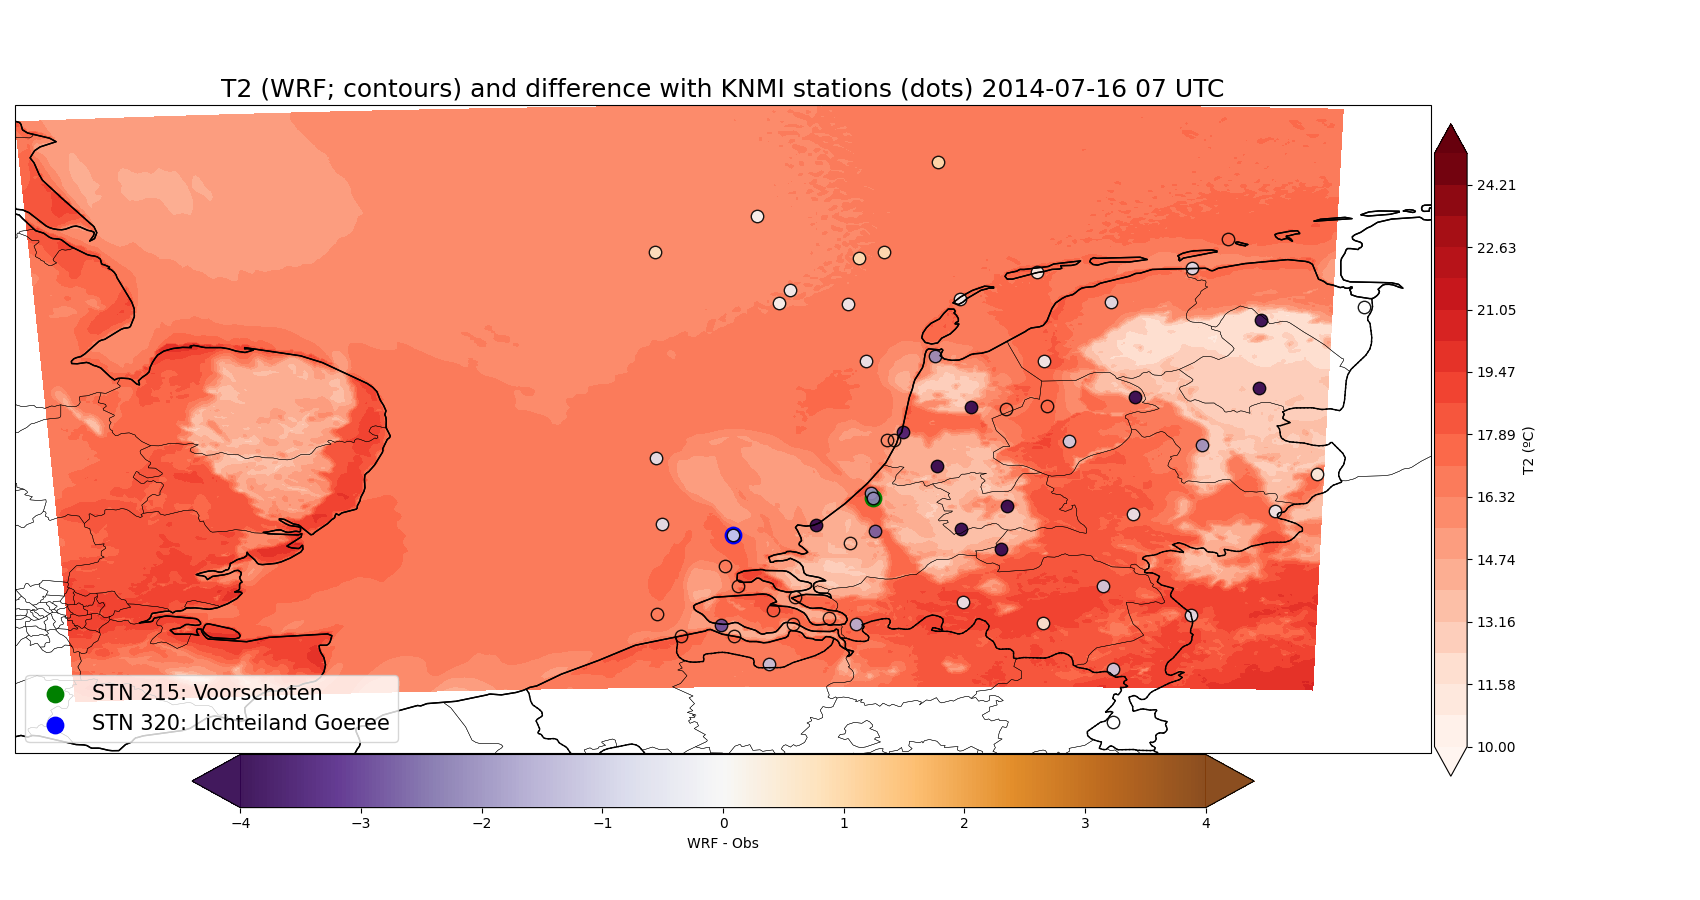 T2 (WRF; contours) and difference with KNMI stations (dots) 2014-07-16 07 UTC
24.21
22.63
21.05
19.47
17.89
16.32
14.74
13.16
11.58
10.00
T2 (ºC)
STN 215: Voorschoten
STN 320: Lichteiland Goeree
−4 −3 −2 −1 0 1 2 3 4
WRF - Obs